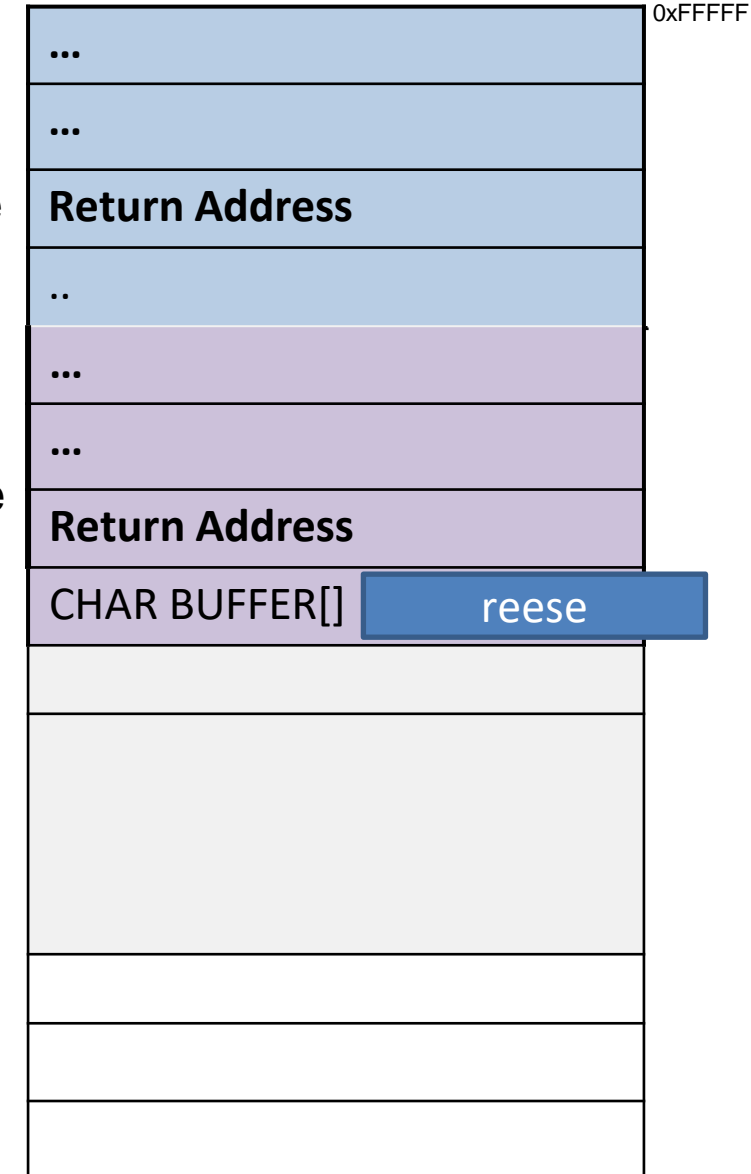 0xFFFFF
...
...
e Return Address
..
...
...
e Return Address
CHAR BUFFER[] reese